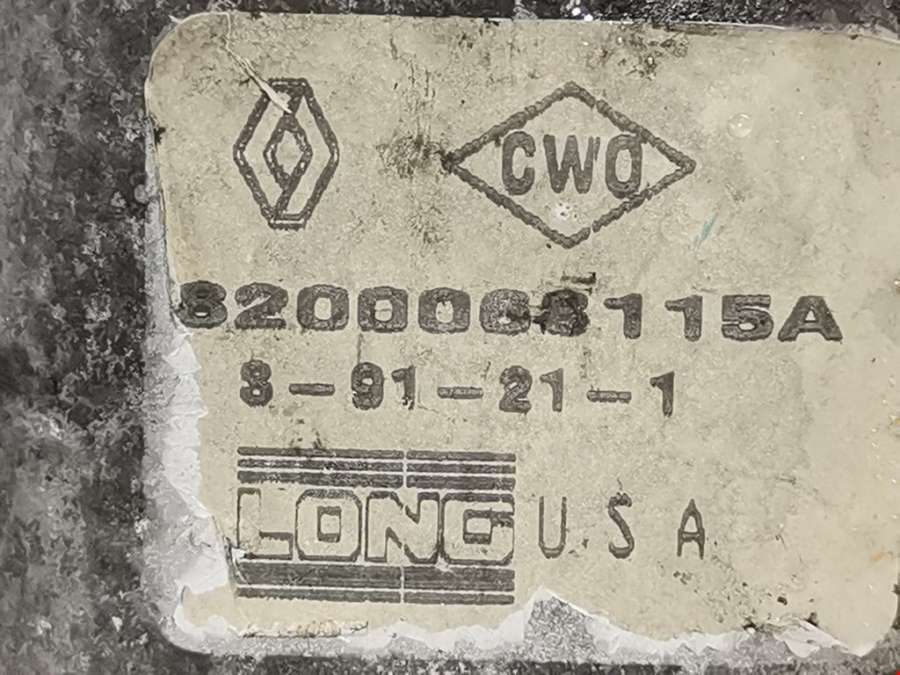 CWO
8200068115A
8-91-21-1
LONG USA